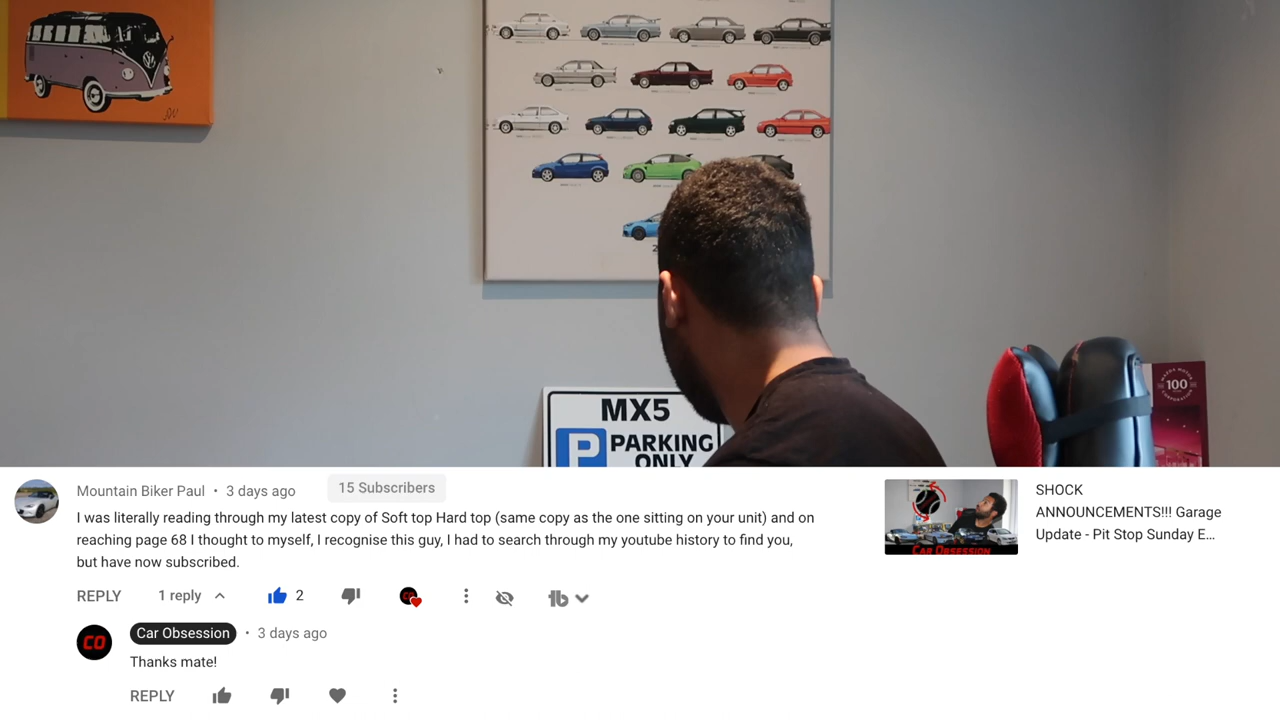 100
MX5
P PARKING
ONLY
Mountain Biker Paul • 3 days ago
15 Subscribers
I was literally reading through my latest copy of Soft top Hard top (same copy as the one sitting on your unit) and on
reaching page 68 I thought to myself, I recognise this guy, I had to search through my youtube history to find you,
but have now subscribed.
REPLY 1 reply 2
SHOCK
ANNOUNCEMENTS!!! Garage
Update - Pit Stop Sunday E...
CAR OBSESSION
CO Car Obsession • 3 days ago
Thanks mate!
REPLY